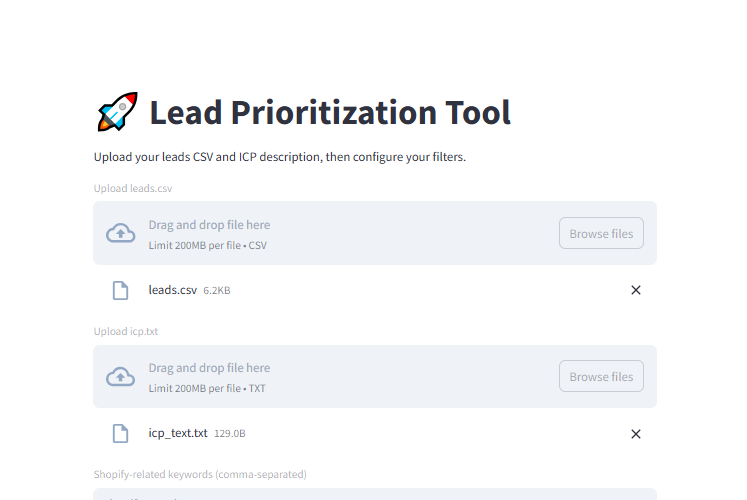 Lead Prioritization Tool
Upload your leads CSV and ICP description, then configure your filters.
Upload leads.csv
Drag and drop file here
Limit 200MB per file • CSV
Browse files
leads.csv 6.2KB
Upload icp.txt
Drag and drop file here
Limit 200MB per file • TXT
Browse files
icp_text.txt 129.0B
Shopify-related keywords (comma-separated)